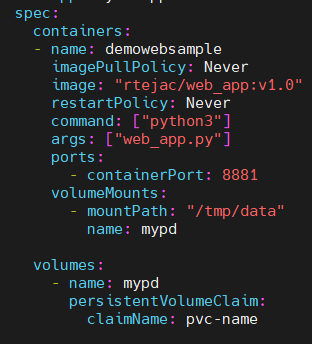 spec:
  containers:
  - name: demowebsample
    imagePullPolicy: Never
    image: "rtejac/web_app:v1.0"
    restartPolicy: Never
    command: ["python3"]
    args: ["web_app.py"]
    ports:
      - containerPort: 8881
    volumeMounts:
      - mountPath: "/tmp/data"
        name: mypd
  volumes:
    - name: mypd
      persistentVolumeClaim:
        claimName: pvc-name